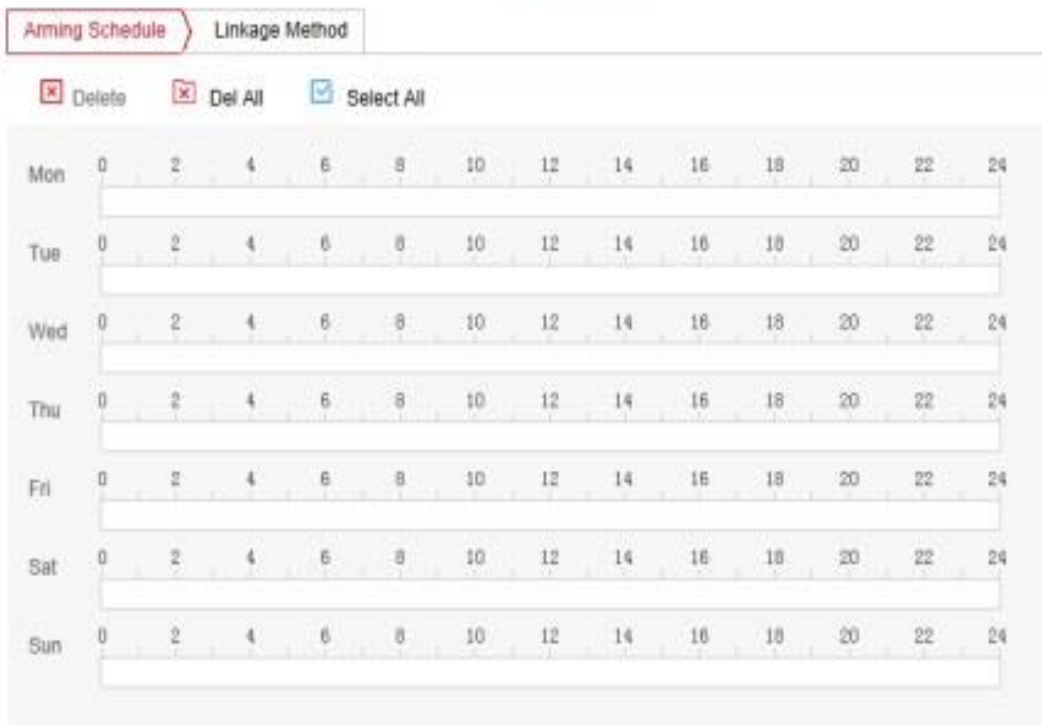 Arming Schedule Linkage Method
Delete Del All Select All
Mon 0 2 4 6 8 10 12 14 16 18 20 22 24
Tue 0 2 4 6 8 10 12 14 16 18 20 22 24
Wed 0 2 4 6 8 10 12 14 16 18 20 22 24
Thu 0 2 4 6 8 10 12 14 16 18 20 22 24
Fri 0 2 4 6 8 10 12 14 16 18 20 22 24
Sat 0 2 4 6 8 10 12 14 16 18 20 22 24
Sun 0 2 4 6 8 10 12 14 16 18 20 22 24